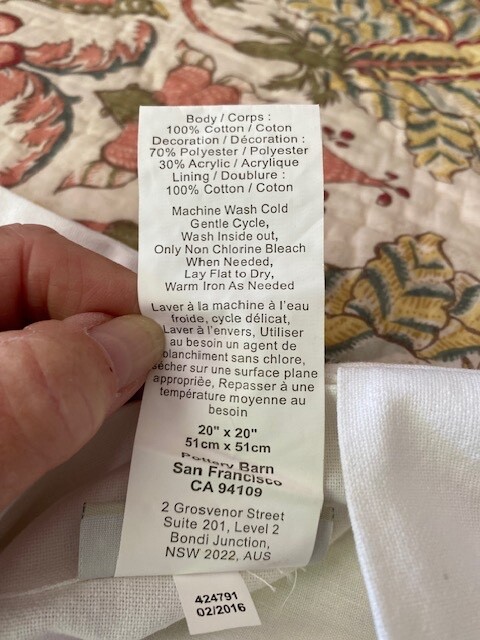 Body / Corps :
100% Cotton / Coton
Decoration / Décoration :
70% Polyester / Polyester
30% Acrylic / Acrylique
Lining / Doublure :
100% Cotton / Coton
Machine Wash Cold
Gentle Cycle,
Wash Inside out,
Only Non Chlorine Bleach
When Needed,
Lay Flat to Dry,
Warm Iron As Needed
Laver à la machine à l'eau
froide, cycle délicat,
Laver à l'envers, Utiliser
au besoin un agent de
blanchiment sans chlore,
sécher sur une surface plane
appropriée, Repasser à une
température moyenne au
besoin
20" x 20"
51cm x 51cm
Pottery Barn
San Francisco
CA 94109
2 Grosvenor Street
Suite 201, Level 2
Bondi Junction,
NSW 2022, AUS
424791
02/2016